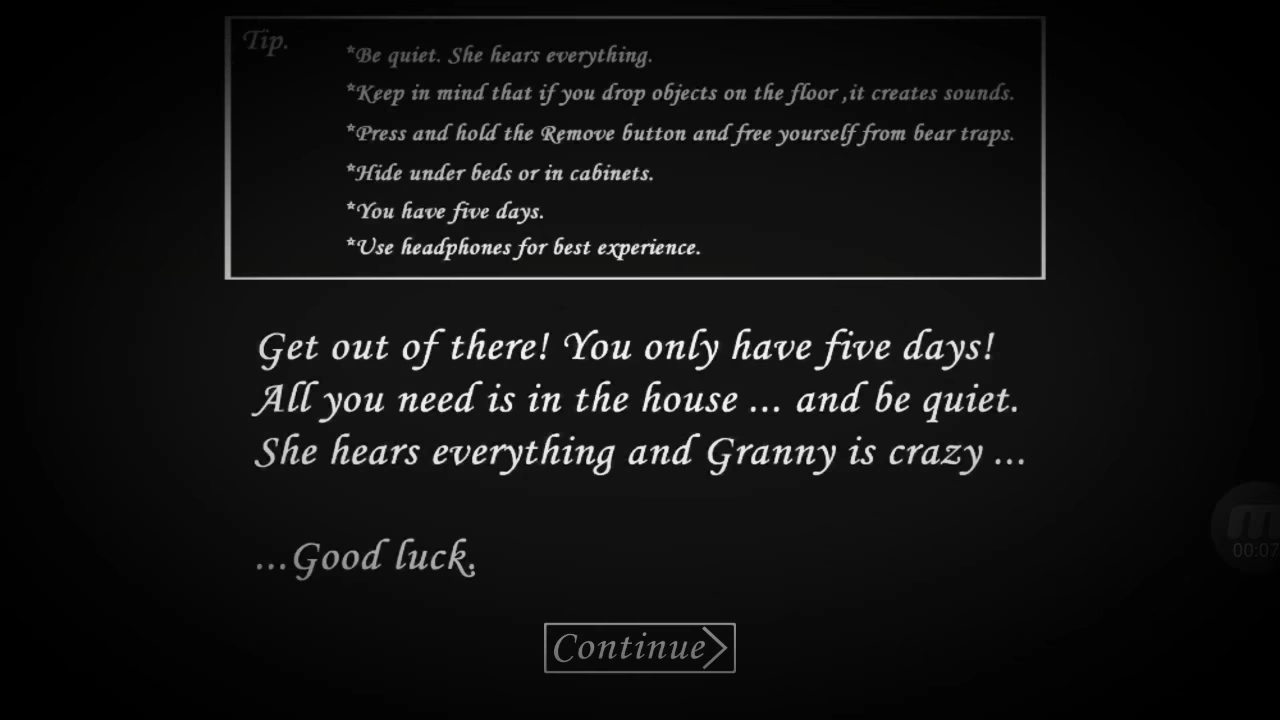 Tip.
*Be quiet. She hears everything.
*Keep in mind that if you drop objects on the floor ,it creates sounds.
*Press and hold the Remove button and free yourself from bear traps.
*Hide under beds or in cabinets.
*You have five days.
*Use headphones for best experience.
Get out of there! You only have five days!
All you need is in the house ... and be quiet.
She hears everything and Granny is crazy ...
...Good luck.
Continue
00:07